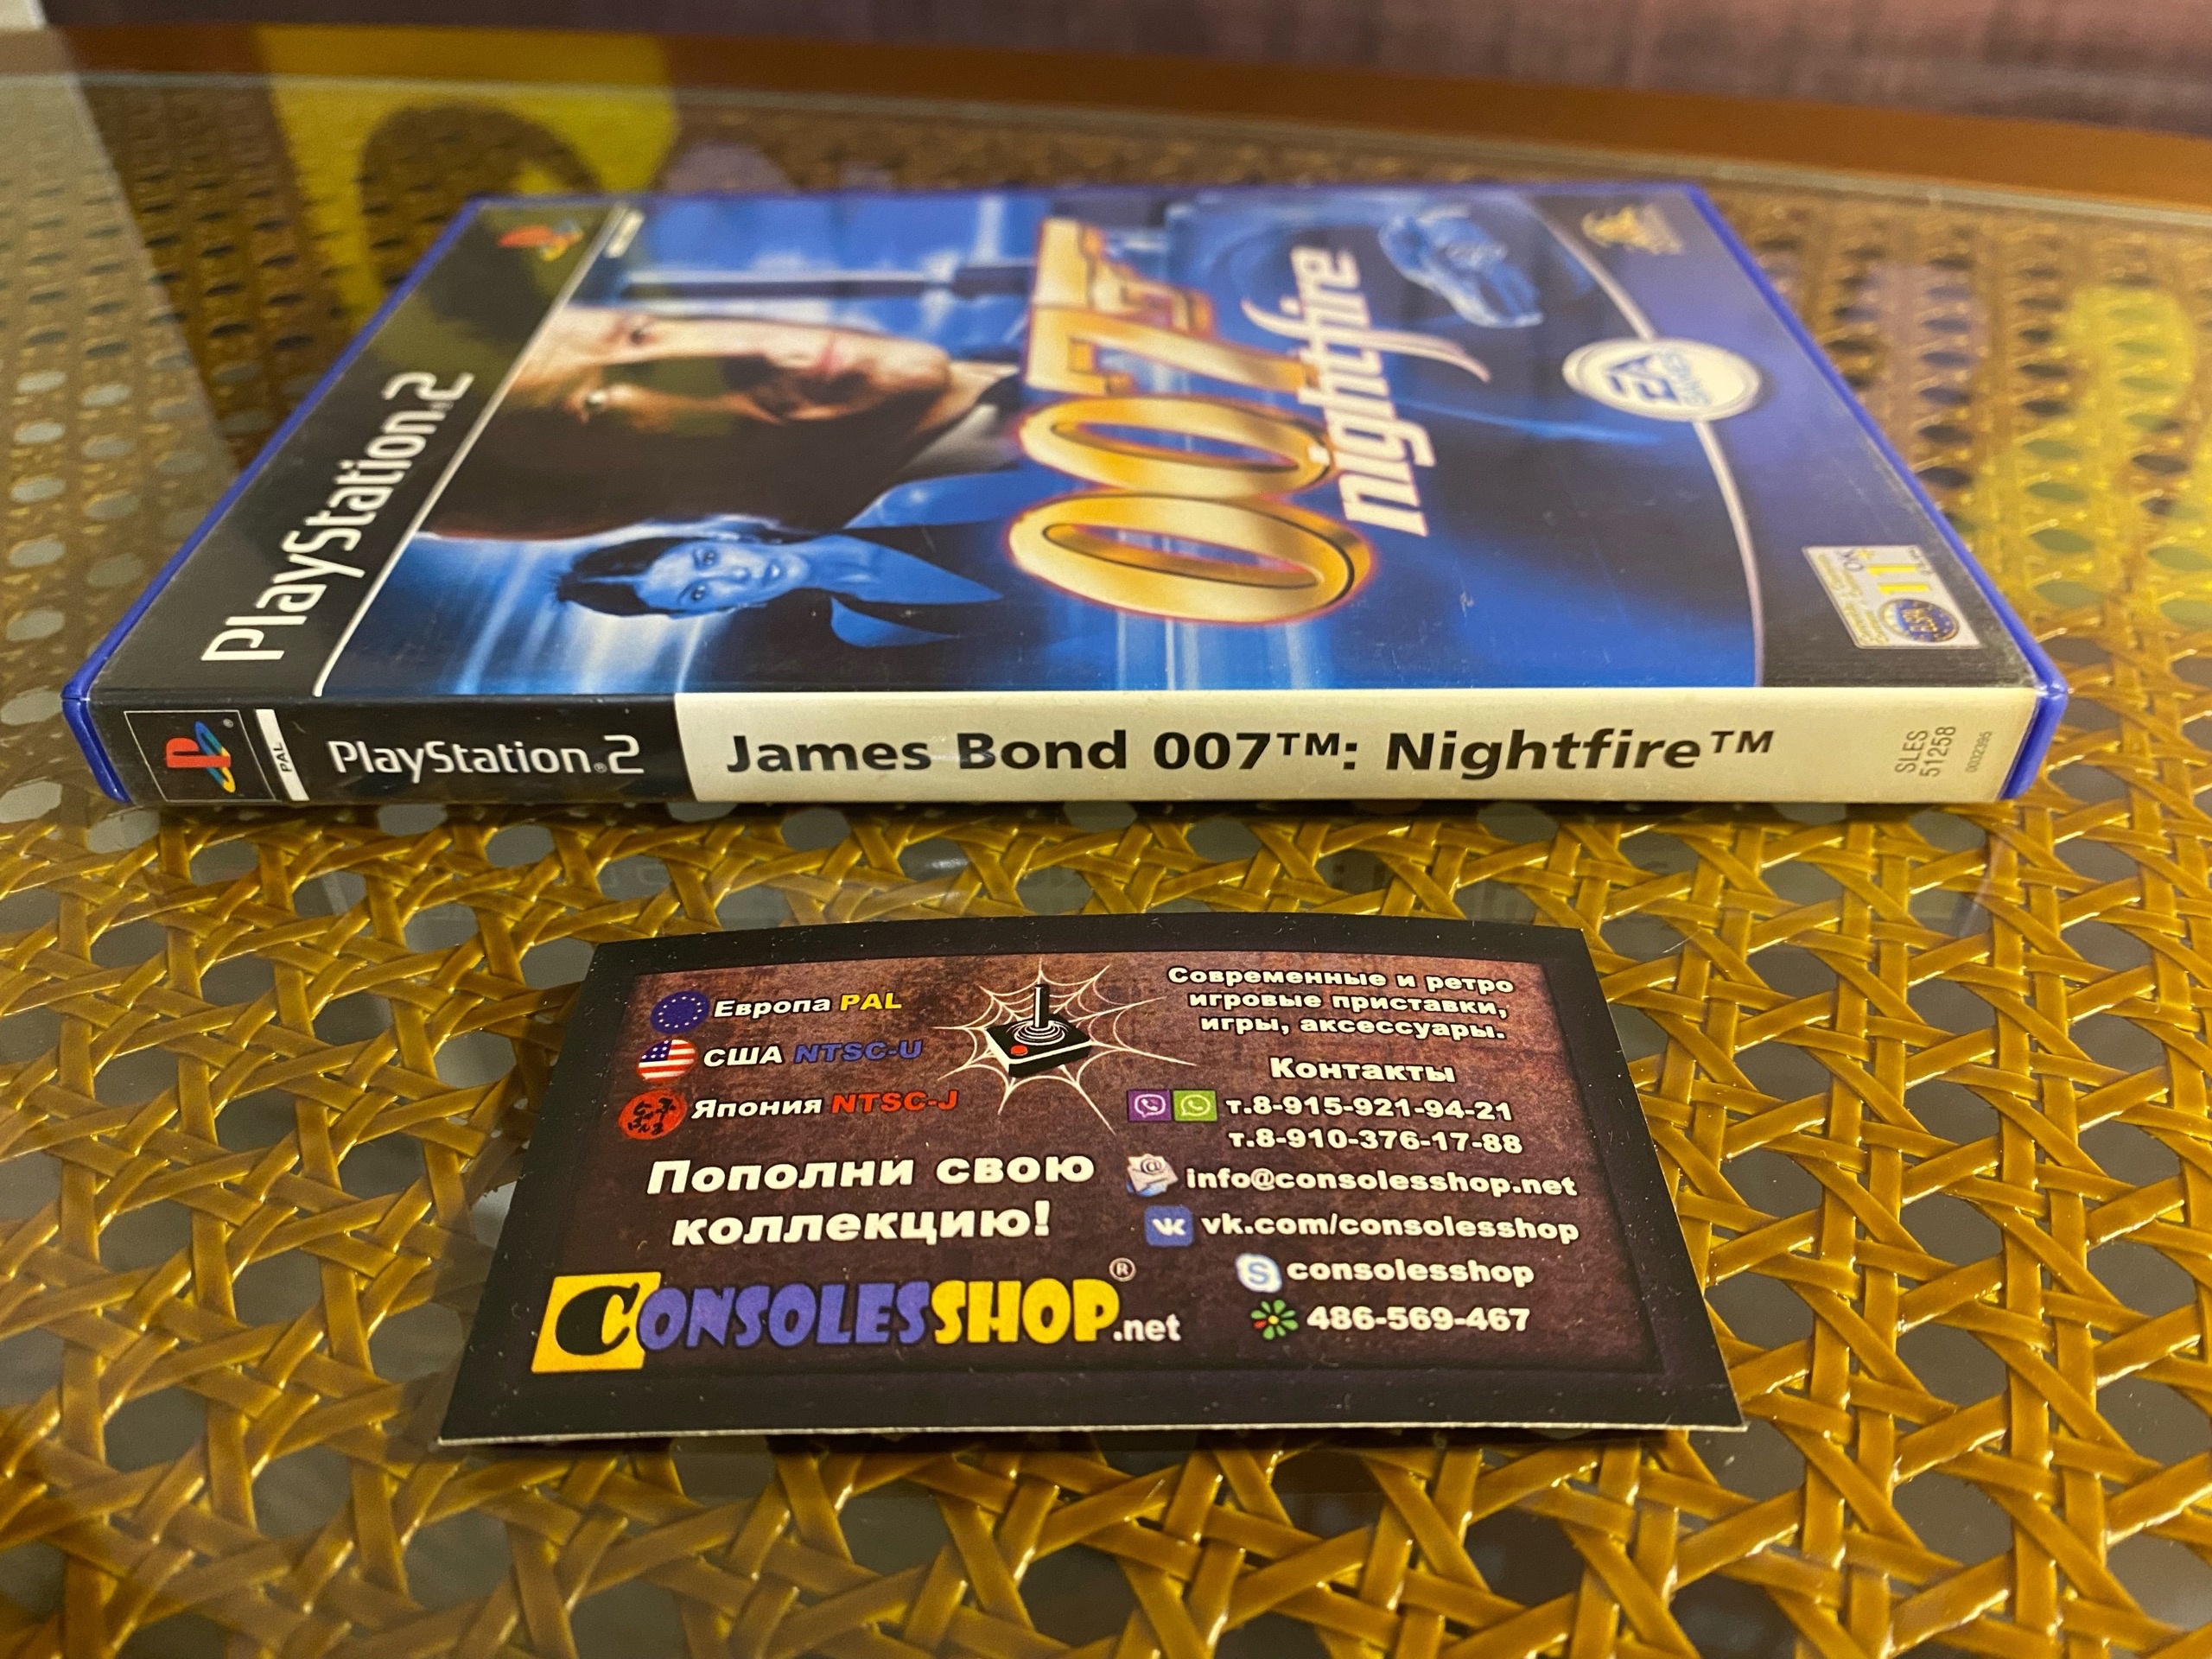 PlayStation.2
007
nightfire
EA
GAMES
11+
ELSPA
PAL
PlayStation®2
James Bond 007™: Nightfire™
SLES
51258
Европа PAL
США NTSC-U
Япония NTSC-J
Пополни свою
коллекцию!
CONSOLESSHOP®.net
Современные и ретро
игровые приставки,
игры, аксессуары.
Контакты
т.8-915-921-94-21
т.8-910-376-17-88
info@consolesshop.net
vk.com/consolesshop
consolesshop
486-569-467